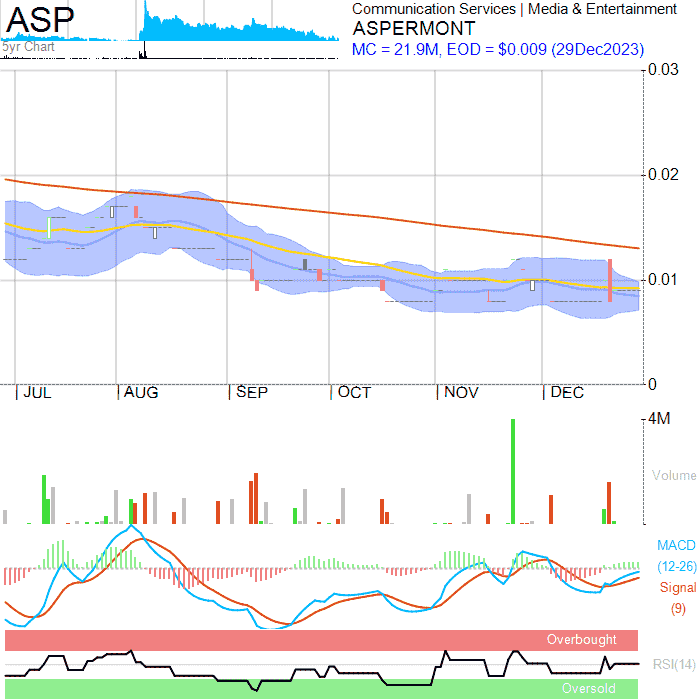 ASP
5yr Chart
Communication Services | Media & Entertainment
ASPERMONT
MC = 21.9M, EOD = $0.009 (29Dec2023)
0.03
0.02
0.01
0
JUL AUG SEP OCT NOV DEC
4M
Volume
MACD
(12-26)
Signal
(9)
Overbought
RSI(14)
Oversold